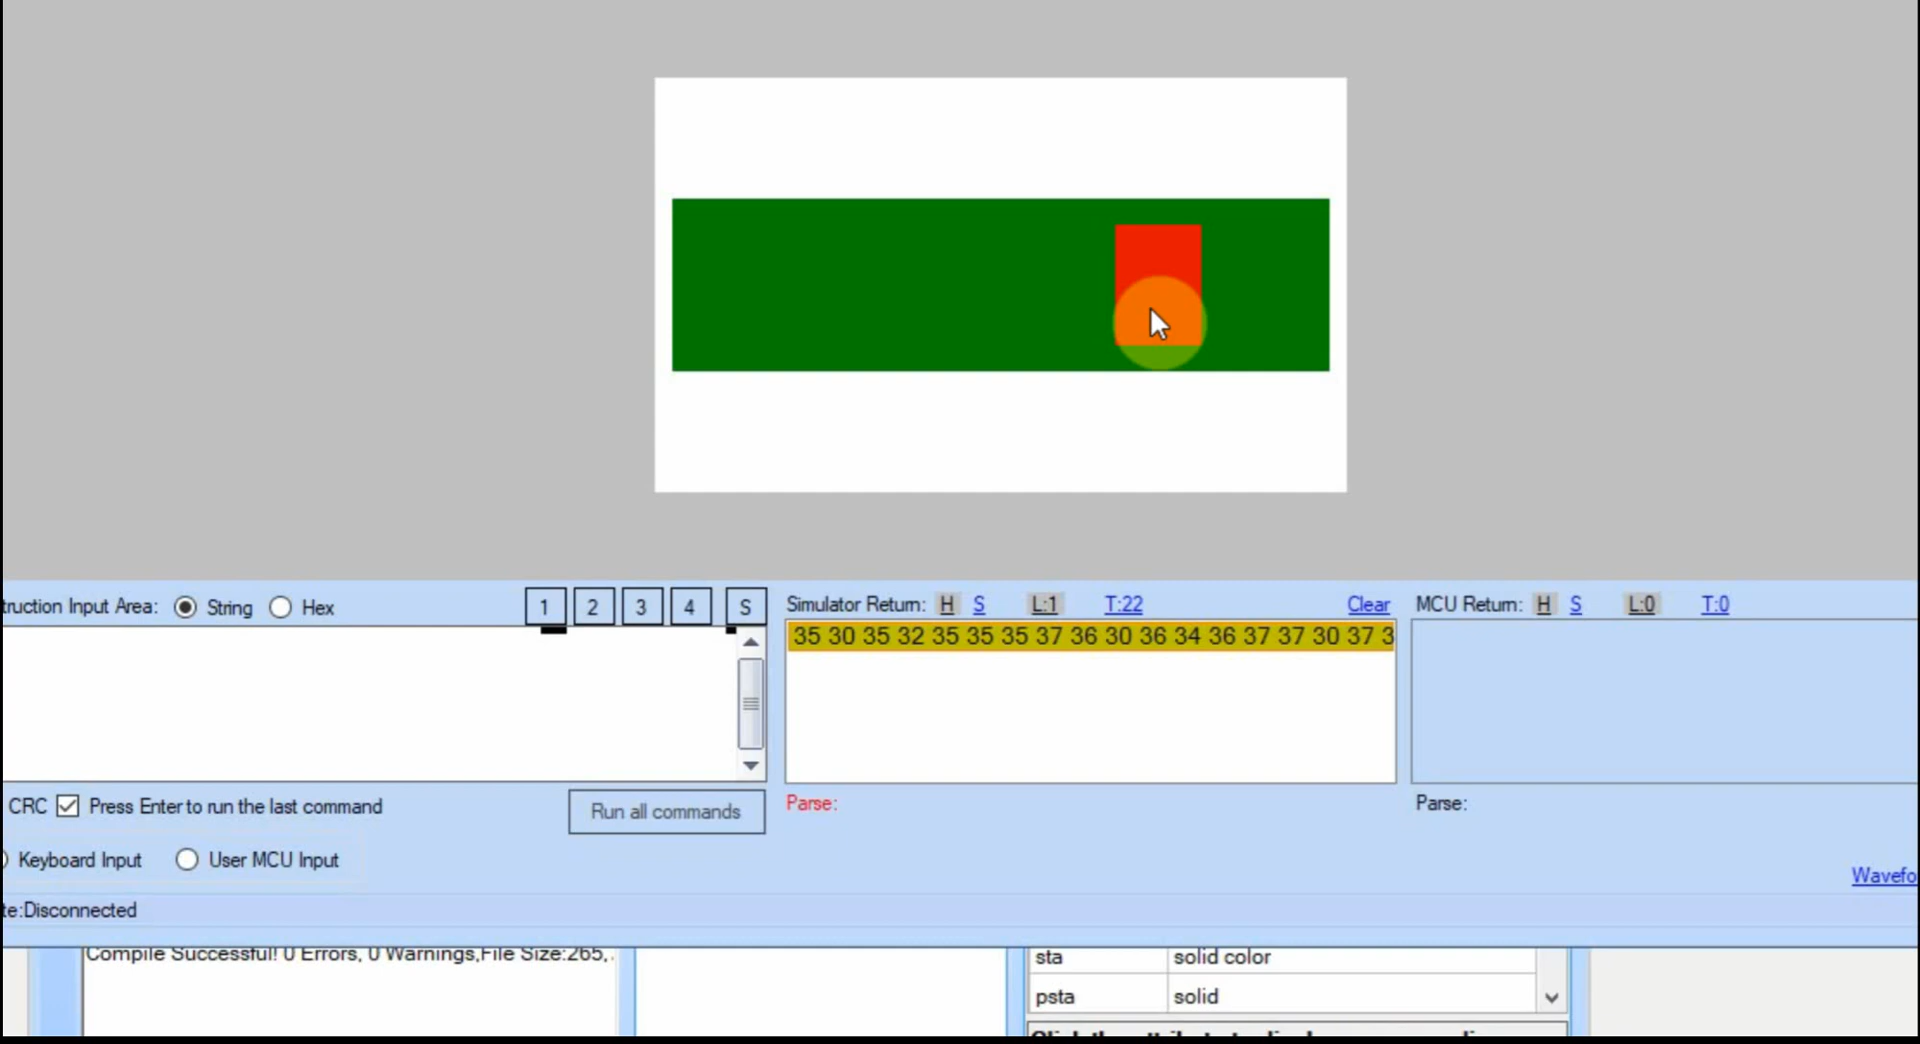 truction Input Area: String Hex
1 2 3 4 S
Simulator Return: H S L:1 T:22 Clear
MCU Return: H S L:0 T:0
35 30 35 32 35 35 35 37 36 30 36 34 36 37 37 30 37 3
CRC Press Enter to run the last command
Run all commands
Parse:
Parse:
Keyboard Input User MCU Input
Wavefo
te:Disconnected
Compile Successful! 0 Errors, 0 Warnings,File Size:265,
sta solid color
psta solid